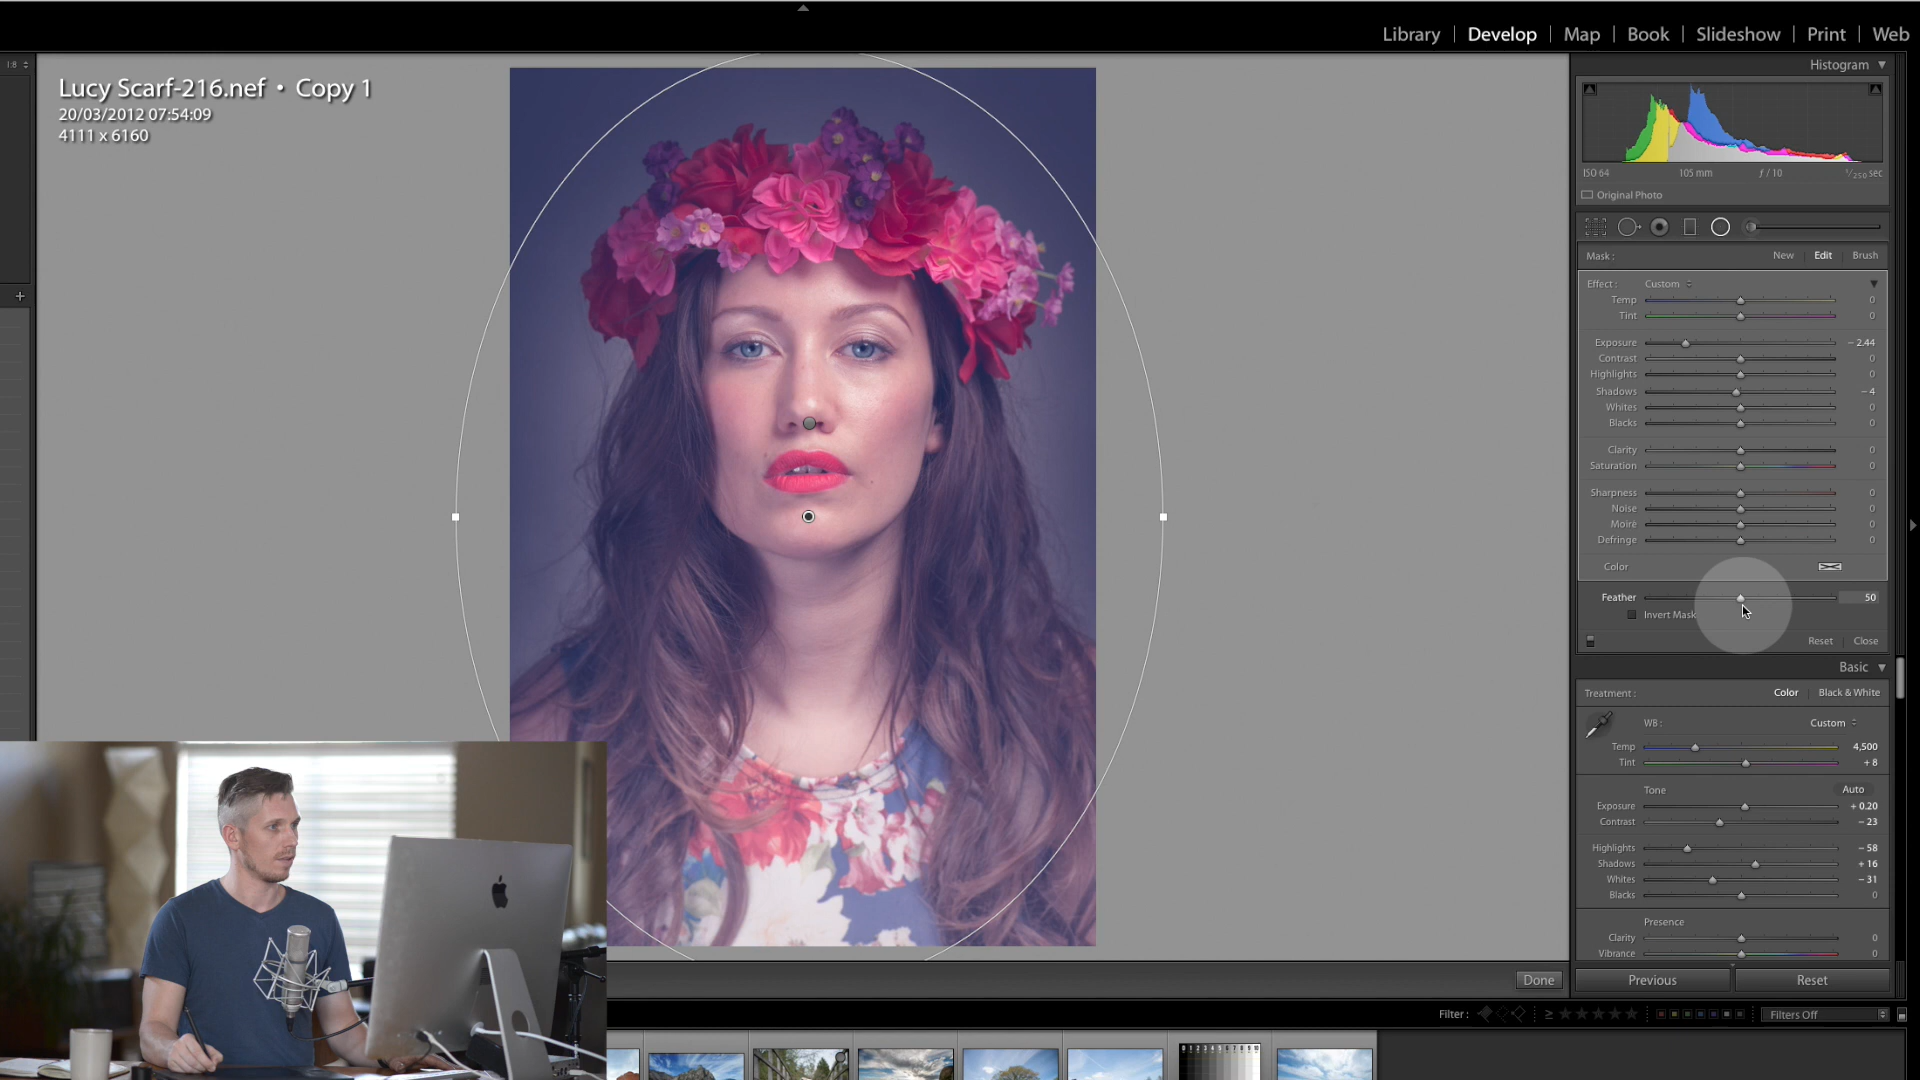 Library | Develop | Map | Book | Slideshow | Print | Web
1:8
Lucy Scarf-216.nef • Copy 1
20/03/2012 07:54:09
4111 x 6160
Histogram
ISO 64 105 mm ƒ / 10 1/250 sec
Original Photo
Mask : New Edit Brush
Effect : Custom
Temp 0
Tint 0
Exposure − 2.44
Contrast 0
Highlights 0
Shadows − 4
Whites 0
Blacks 0
Clarity 0
Saturation 0
Sharpness 0
Noise 0
Moiré 0
Defringe 0
Color
Feather 50
Invert Mask
Reset Close
Basic
Treatment : Color | Black & White
WB : Custom
Temp 4,500
Tint + 8
Tone Auto
Exposure + 0.20
Contrast − 23
Highlights − 58
Shadows + 16
Whites − 31
Blacks 0
Presence
Clarity 0
Vibrance 0
Done
Previous Reset
Filter : Filters Off